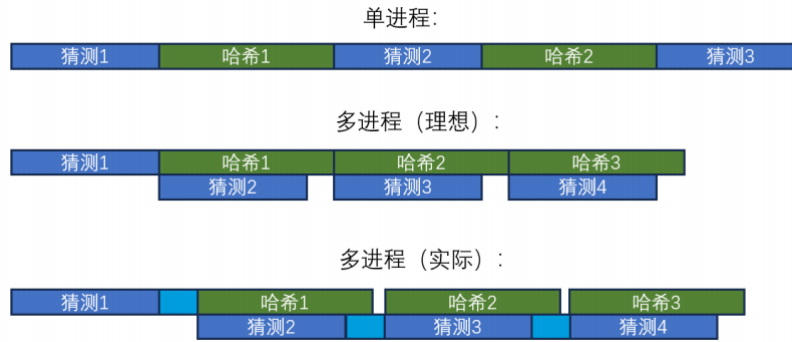 单进程:
猜测1 哈希1 猜测2 哈希2 猜测3
多进程（理想）:
猜测1 哈希1 哈希2 哈希3
猜测2 猜测3 猜测4
多进程（实际）:
猜测1 哈希1 哈希2 哈希3
猜测2 猜测3 猜测4